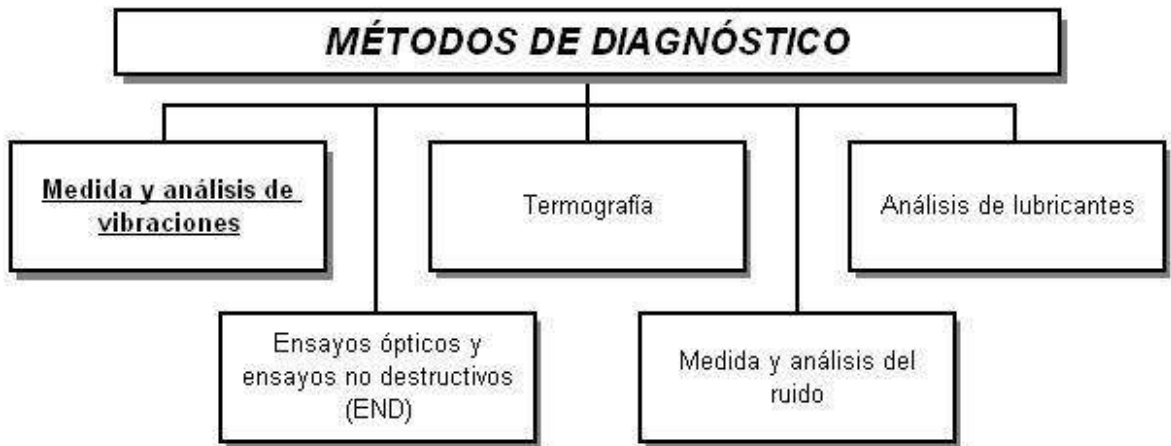 MÉTODOS DE DIAGNÓSTICO
Medida y análisis de
vibraciones
Termografía
Análisis de lubricantes
Ensayos ópticos y
ensayos no destructivos
(END)
Medida y análisis del
ruido